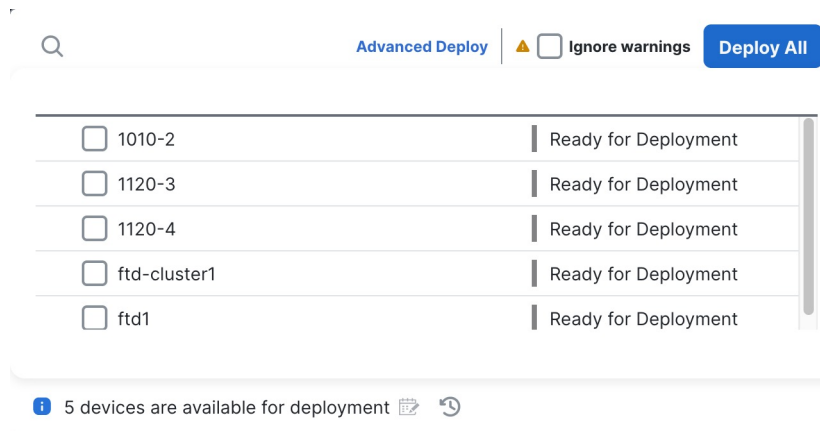 Advanced Deploy Ignore warnings Deploy All
1010-2 Ready for Deployment
1120-3 Ready for Deployment
1120-4 Ready for Deployment
ftd-cluster1 Ready for Deployment
ftd1 Ready for Deployment
5 devices are available for deployment